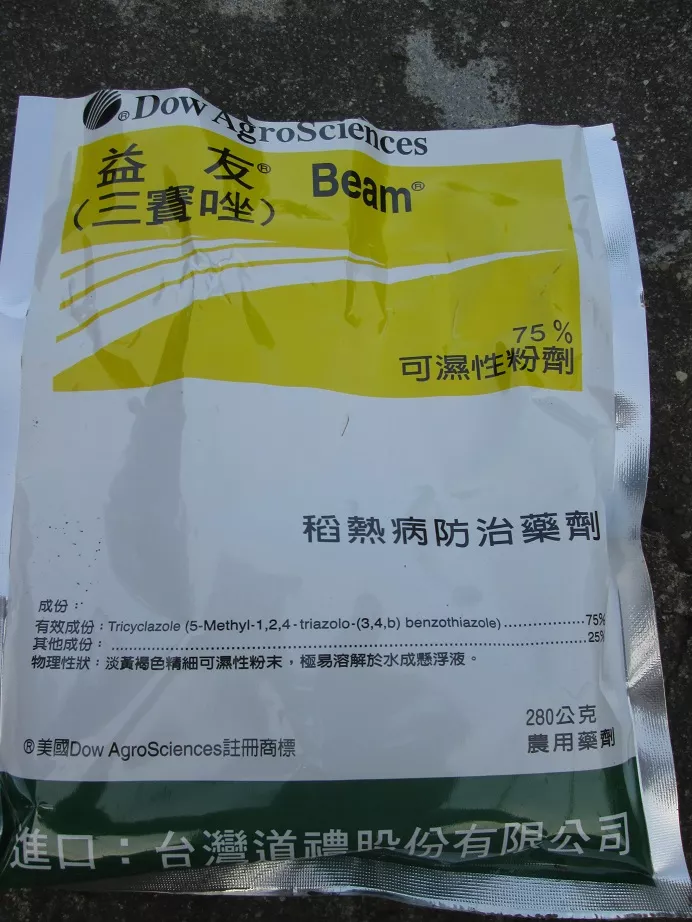 ® Dow AgroSciences
益友® Beam®
(三賽唑)
75%
可濕性粉劑
稻熱病防治藥劑
成份：
有效成份：Tricyclazole (5-Methyl-1,2,4-triazolo-(3,4,b) benzothiazole)..............75%
其他成份：..............25%
物理性狀：淡黃褐色精細可濕性粉末，極易溶解於水成懸浮液。
280公克
®美國Dow AgroSciences註冊商標
農用藥劑
進口：台灣道禮股份有限公司